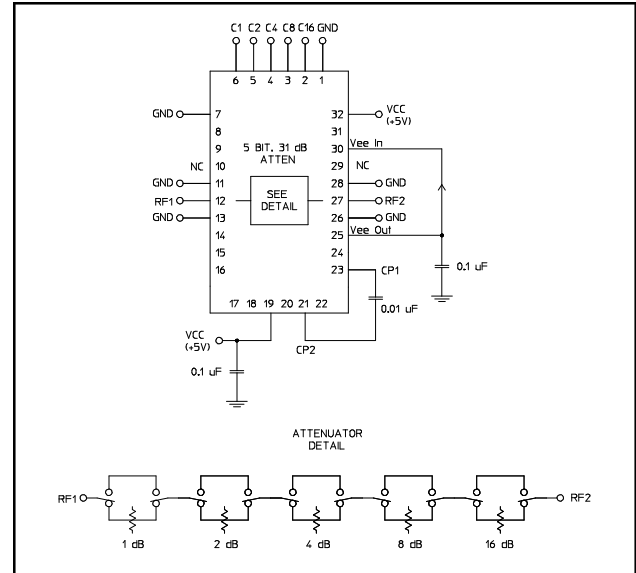 C1 C2 C4 C8 C16 GND
6 5 4 3 2 1
GND 7 32 VCC
(+5V)
8 31
9 5 BIT, 31 dB 30 Vee In
NC 10 ATTEN 29 NC
GND 11 28 GND
RF1 12 SEE 27 RF2
DETAIL
GND 13 26 GND
14 25 Vee Out
15 24
16 23 CP1
0.1 uF
0.01 uF
17 18 19 20 21 22
VCC
(+5V)
CP2
0.1 uF
ATTENUATOR
DETAIL
RF1 RF2
1 dB 2 dB 4 dB 8 dB 16 dB